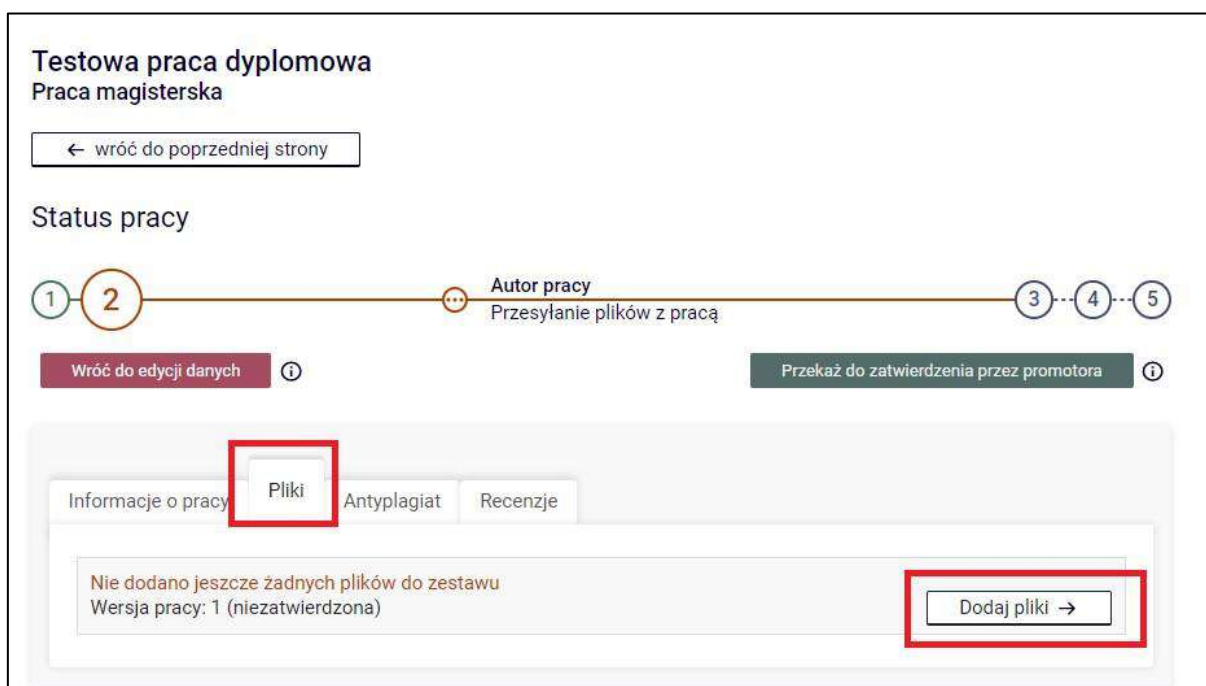 Testowa praca dyplomowa
Praca magisterska
← wróć do poprzedniej strony
Status pracy
1
2
Autor pracy
Przesyłanie plików z pracą
3
4
5
Wróć do edycji danych
Przekaż do zatwierdzenia przez promotora
Informacje o pracy
Pliki
Antyplagiat
Recenzje
Nie dodano jeszcze żadnych plików do zestawu
Wersja pracy: 1 (niezatwierdzona)
Dodaj pliki →